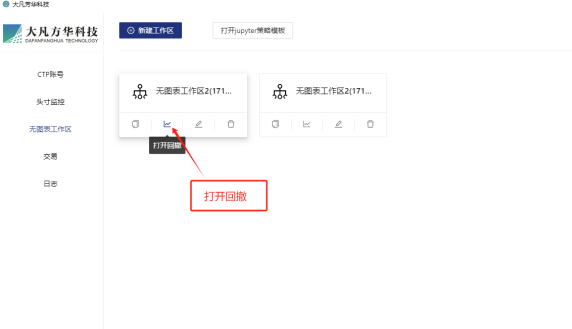 大凡方华科技
大凡方华科技
DAFANFANGHUA TECHNOLOGY
新建工作区
打开jupyter策略模板
CTP账号
头寸监控
无图表工作区
交易
日志
无图表工作区2(171...
无图表工作区2(171...
打开回撤
打开回撤